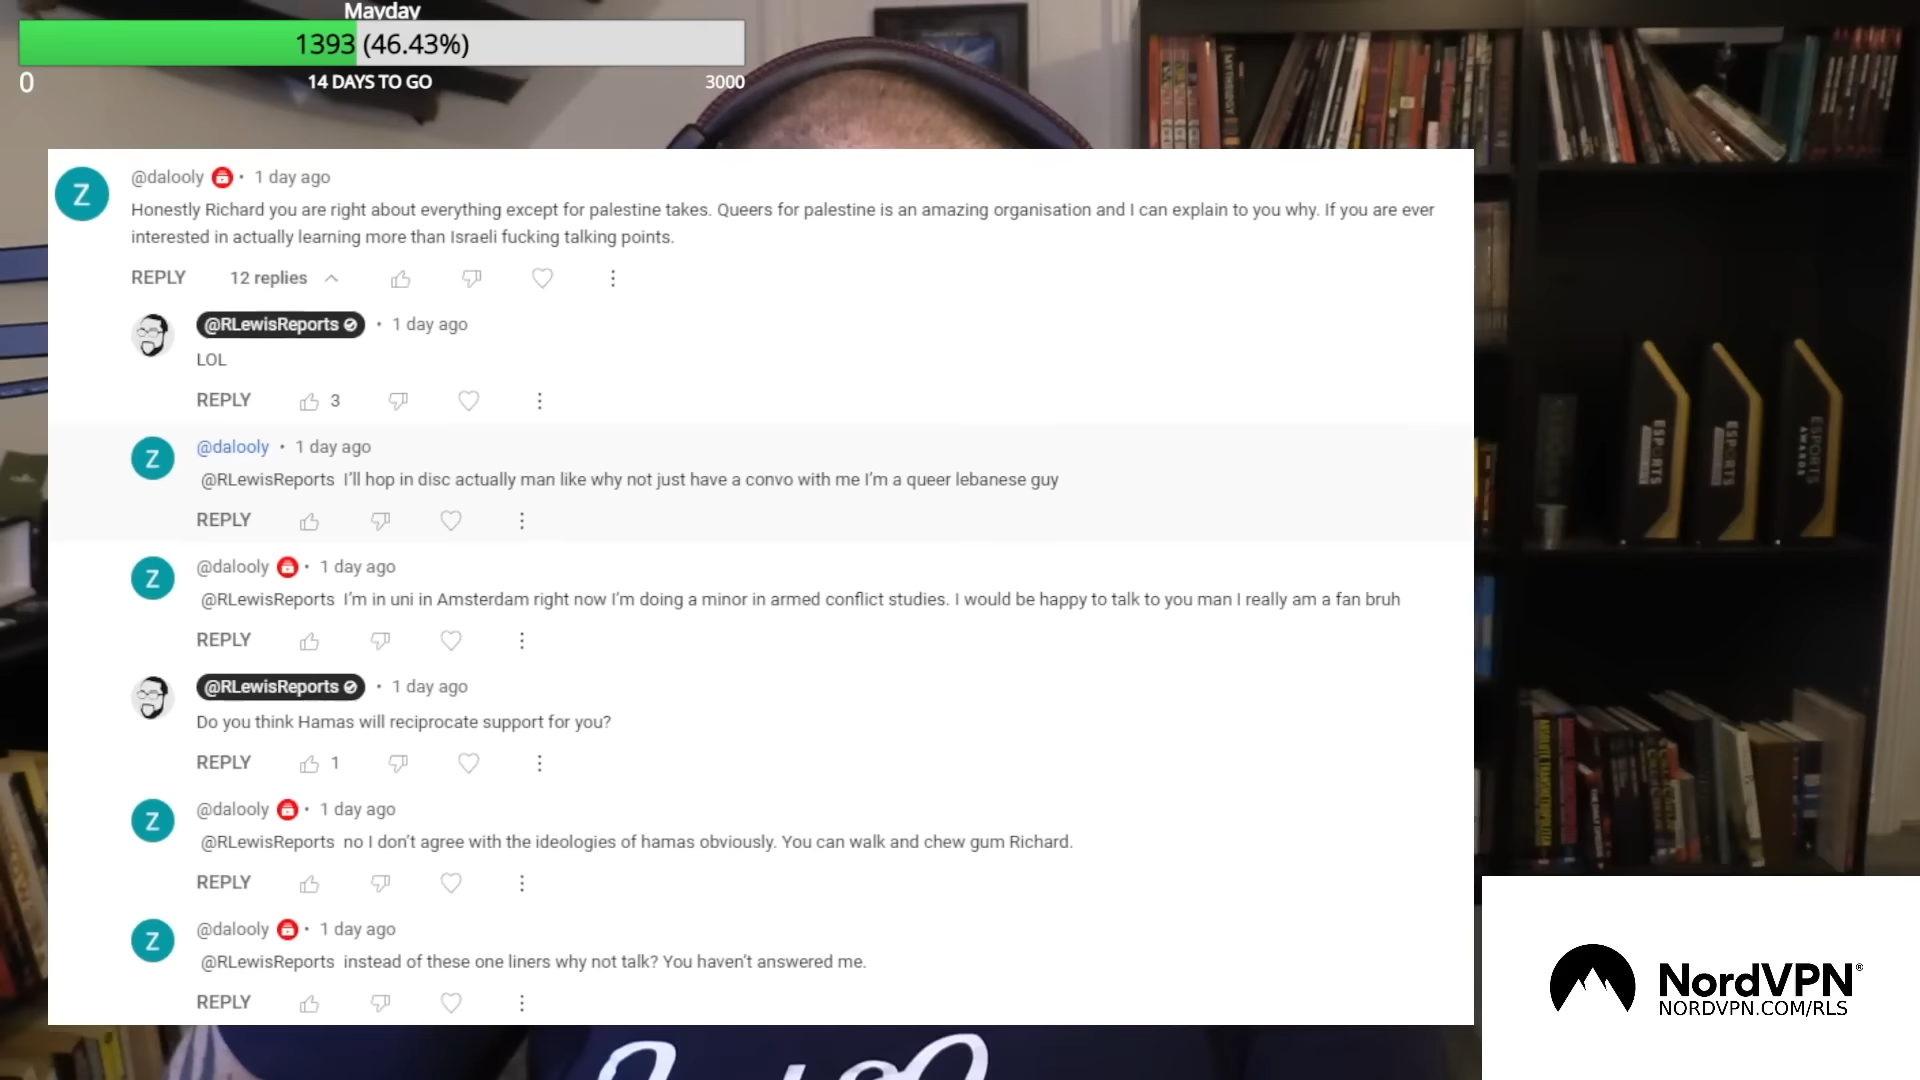 Mayday
1393 (46.43%)
0
14 DAYS TO GO
3000
Z
@dalooly • 1 day ago
Honestly Richard you are right about everything except for palestine takes. Queers for palestine is an amazing organisation and I can explain to you why. If you are ever
interested in actually learning more than Israeli fucking talking points.
REPLY 12 replies
@RLewisReports • 1 day ago
LOL
REPLY 3
Z
@dalooly • 1 day ago
@RLewisReports I'll hop in disc actually man like why not just have a convo with me I'm a queer lebanese guy
REPLY
Z
@dalooly • 1 day ago
@RLewisReports I'm in uni in Amsterdam right now I'm doing a minor in armed conflict studies. I would be happy to talk to you man I really am a fan bruh
REPLY
@RLewisReports • 1 day ago
Do you think Hamas will reciprocate support for you?
REPLY 1
Z
@dalooly • 1 day ago
@RLewisReports no I don't agree with the ideologies of hamas obviously. You can walk and chew gum Richard.
REPLY
Z
@dalooly • 1 day ago
@RLewisReports instead of these one liners why not talk? You haven't answered me.
REPLY
ESPORTS
ESPORTS
ESPORTS
AWARDS
NordVPN®
NORDVPN.COM/RLS